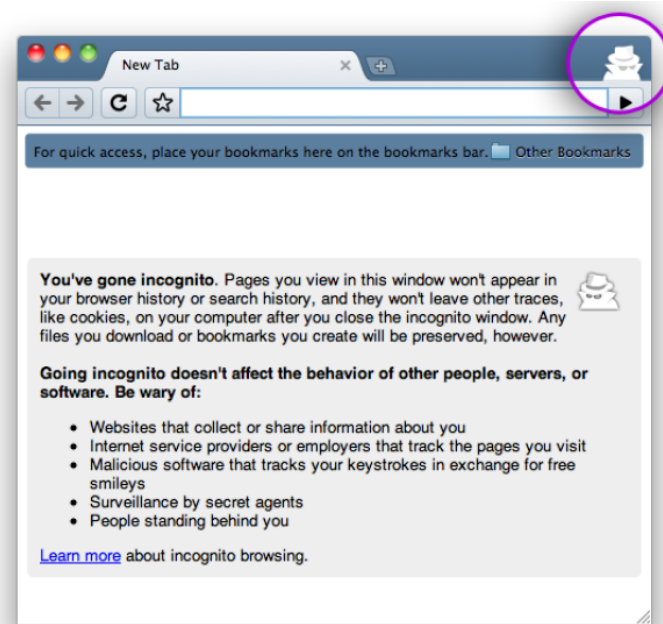 New Tab
For quick access, place your bookmarks here on the bookmarks bar. Other Bookmarks
You've gone incognito. Pages you view in this window won't appear in
your browser history or search history, and they won't leave other traces,
like cookies, on your computer after you close the incognito window. Any
files you download or bookmarks you create will be preserved, however.
Going incognito doesn't affect the behavior of other people, servers, or
software. Be wary of:
• Websites that collect or share information about you
• Internet service providers or employers that track the pages you visit
• Malicious software that tracks your keystrokes in exchange for free
smileys
• Surveillance by secret agents
• People standing behind you
Learn more about incognito browsing.